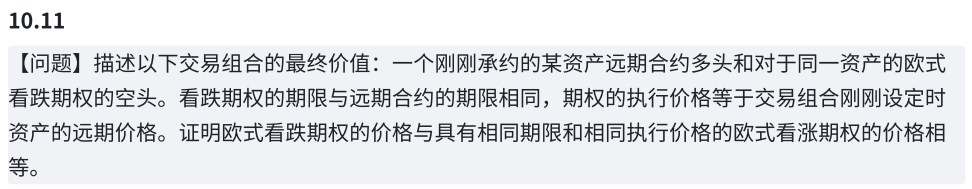 10.11
【问题】描述以下交易组合的最终价值：一个刚刚承约的某资产远期合约多头和对于同一资产的欧式
看跌期权的空头。看跌期权的期限与远期合约的期限相同，期权的执行价格等于交易组合刚刚设定时
资产的远期价格。证明欧式看跌期权的价格与具有相同期限和相同执行价格的欧式看涨期权的价格相
等。